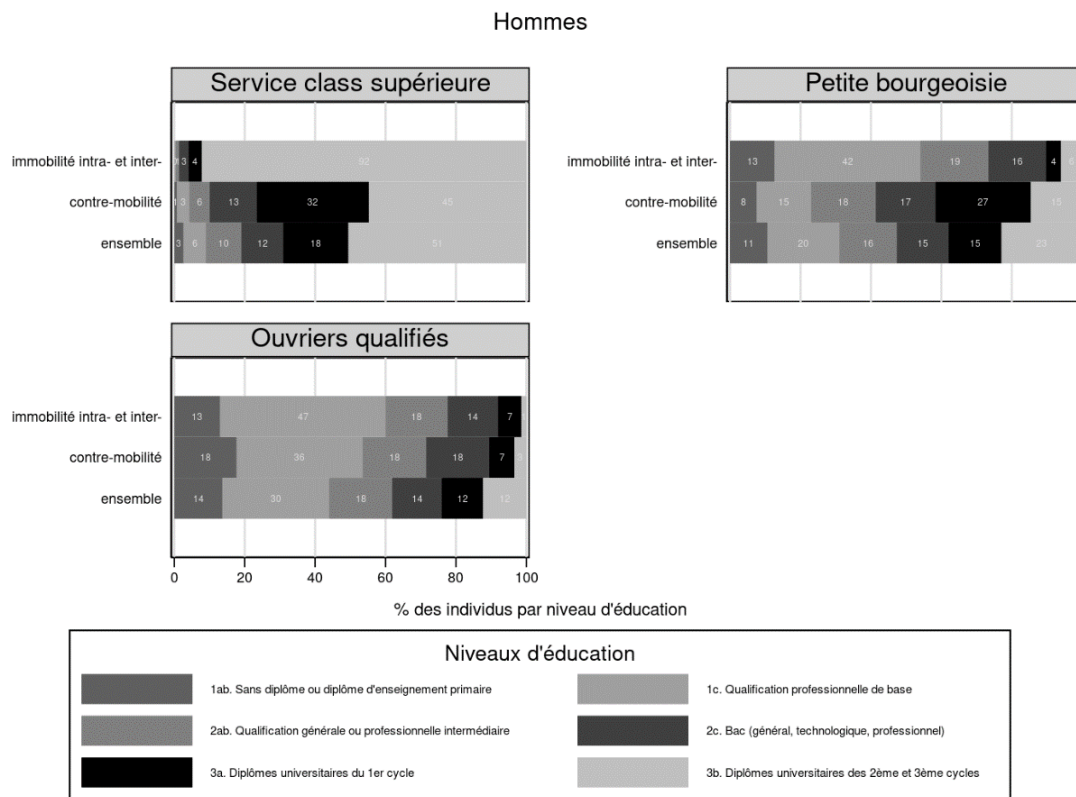 Hommes
Service class supérieure
immobilité intra- et inter-
3 4 92
contre-mobilité
1 3 6 13 32 45
ensemble
3 6 10 12 18 51
Petite bourgeoisie
immobilité intra- et inter-
13 42 19 16 4 6
contre-mobilité
8 15 18 17 27 15
ensemble
11 20 16 15 15 23
Ouvriers qualifiés
immobilité intra- et inter-
13 47 18 14 7
contre-mobilité
18 36 18 18 7 3
ensemble
14 30 18 14 12 12
0 20 40 60 80 100
% des individus par niveau d'éducation
Niveaux d'éducation
1ab. Sans diplôme ou diplôme d'enseignement primaire
1c. Qualification professionnelle de base
2ab. Qualification générale ou professionnelle intermédiaire
2c. Bac (général, technologique, professionnel)
3a. Diplômes universitaires du 1er cycle
3b. Diplômes universitaires des 2ème et 3ème cycles